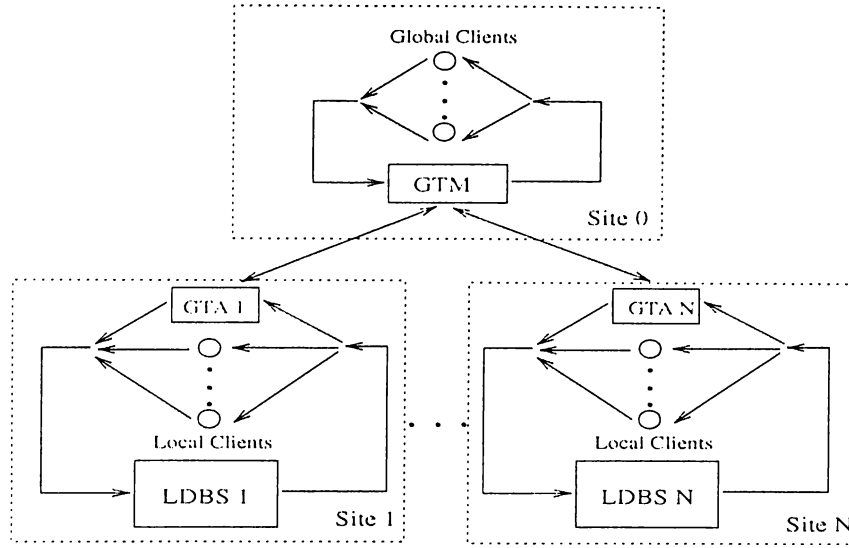 Global Clients
GTM
Site 0
GTA 1
GTA N
Local Clients
Local Clients
LDBS 1
LDBS N
Site 1
Site N